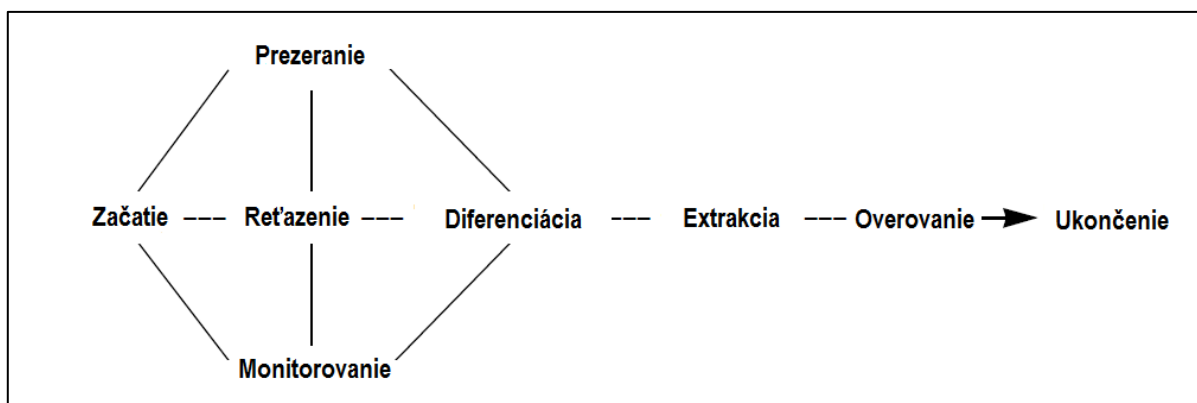 Prezeranie
Začatie Reťazenie Diferenciácia Extrakcia Overovanie Ukončenie
Monitorovanie